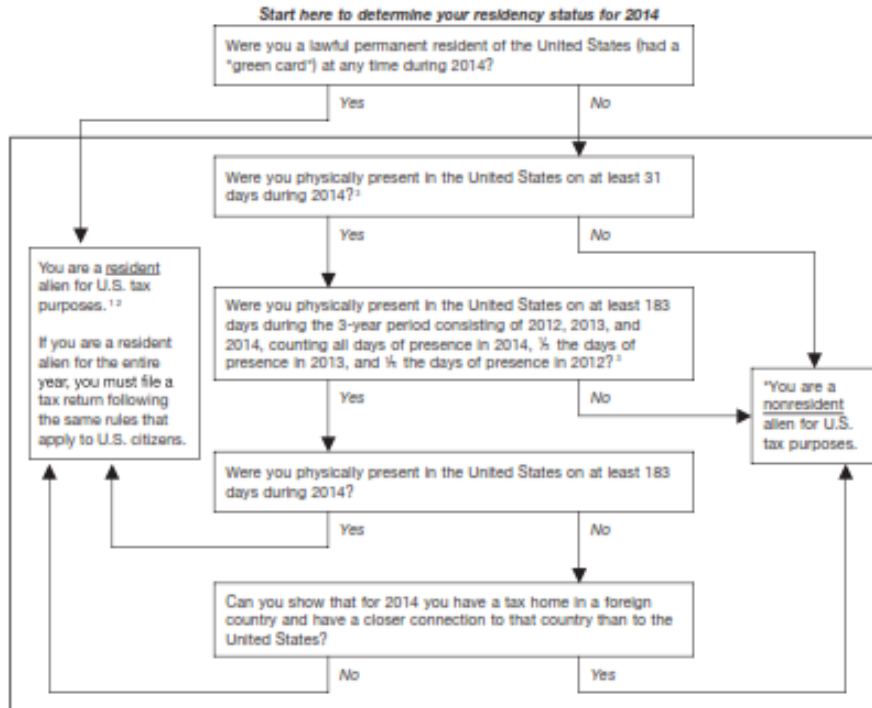 Start here to determine your residency status for 2014
Were you a lawful permanent resident of the United States (had a
"green card") at any time during 2014?
Yes
No
Were you physically present in the United States on at least 31
days during 2014?³
Yes
No
You are a resident
alien for U.S. tax
purposes.¹ ²
If you are a resident
alien for the entire
year, you must file a
tax return following
the same rules that
apply to U.S. citizens.
Were you physically present in the United States on at least 183
days during the 3-year period consisting of 2012, 2013, and
2014, counting all days of presence in 2014, the days of
presence in 2013, and the days of presence in 2012?³
Yes
No
*You are a
nonresident
alien for U.S.
tax purposes.
Were you physically present in the United States on at least 183
days during 2014?
Yes
No
Can you show that for 2014 you have a tax home in a foreign
country and have a closer connection to that country than to the
United States?
No
Yes